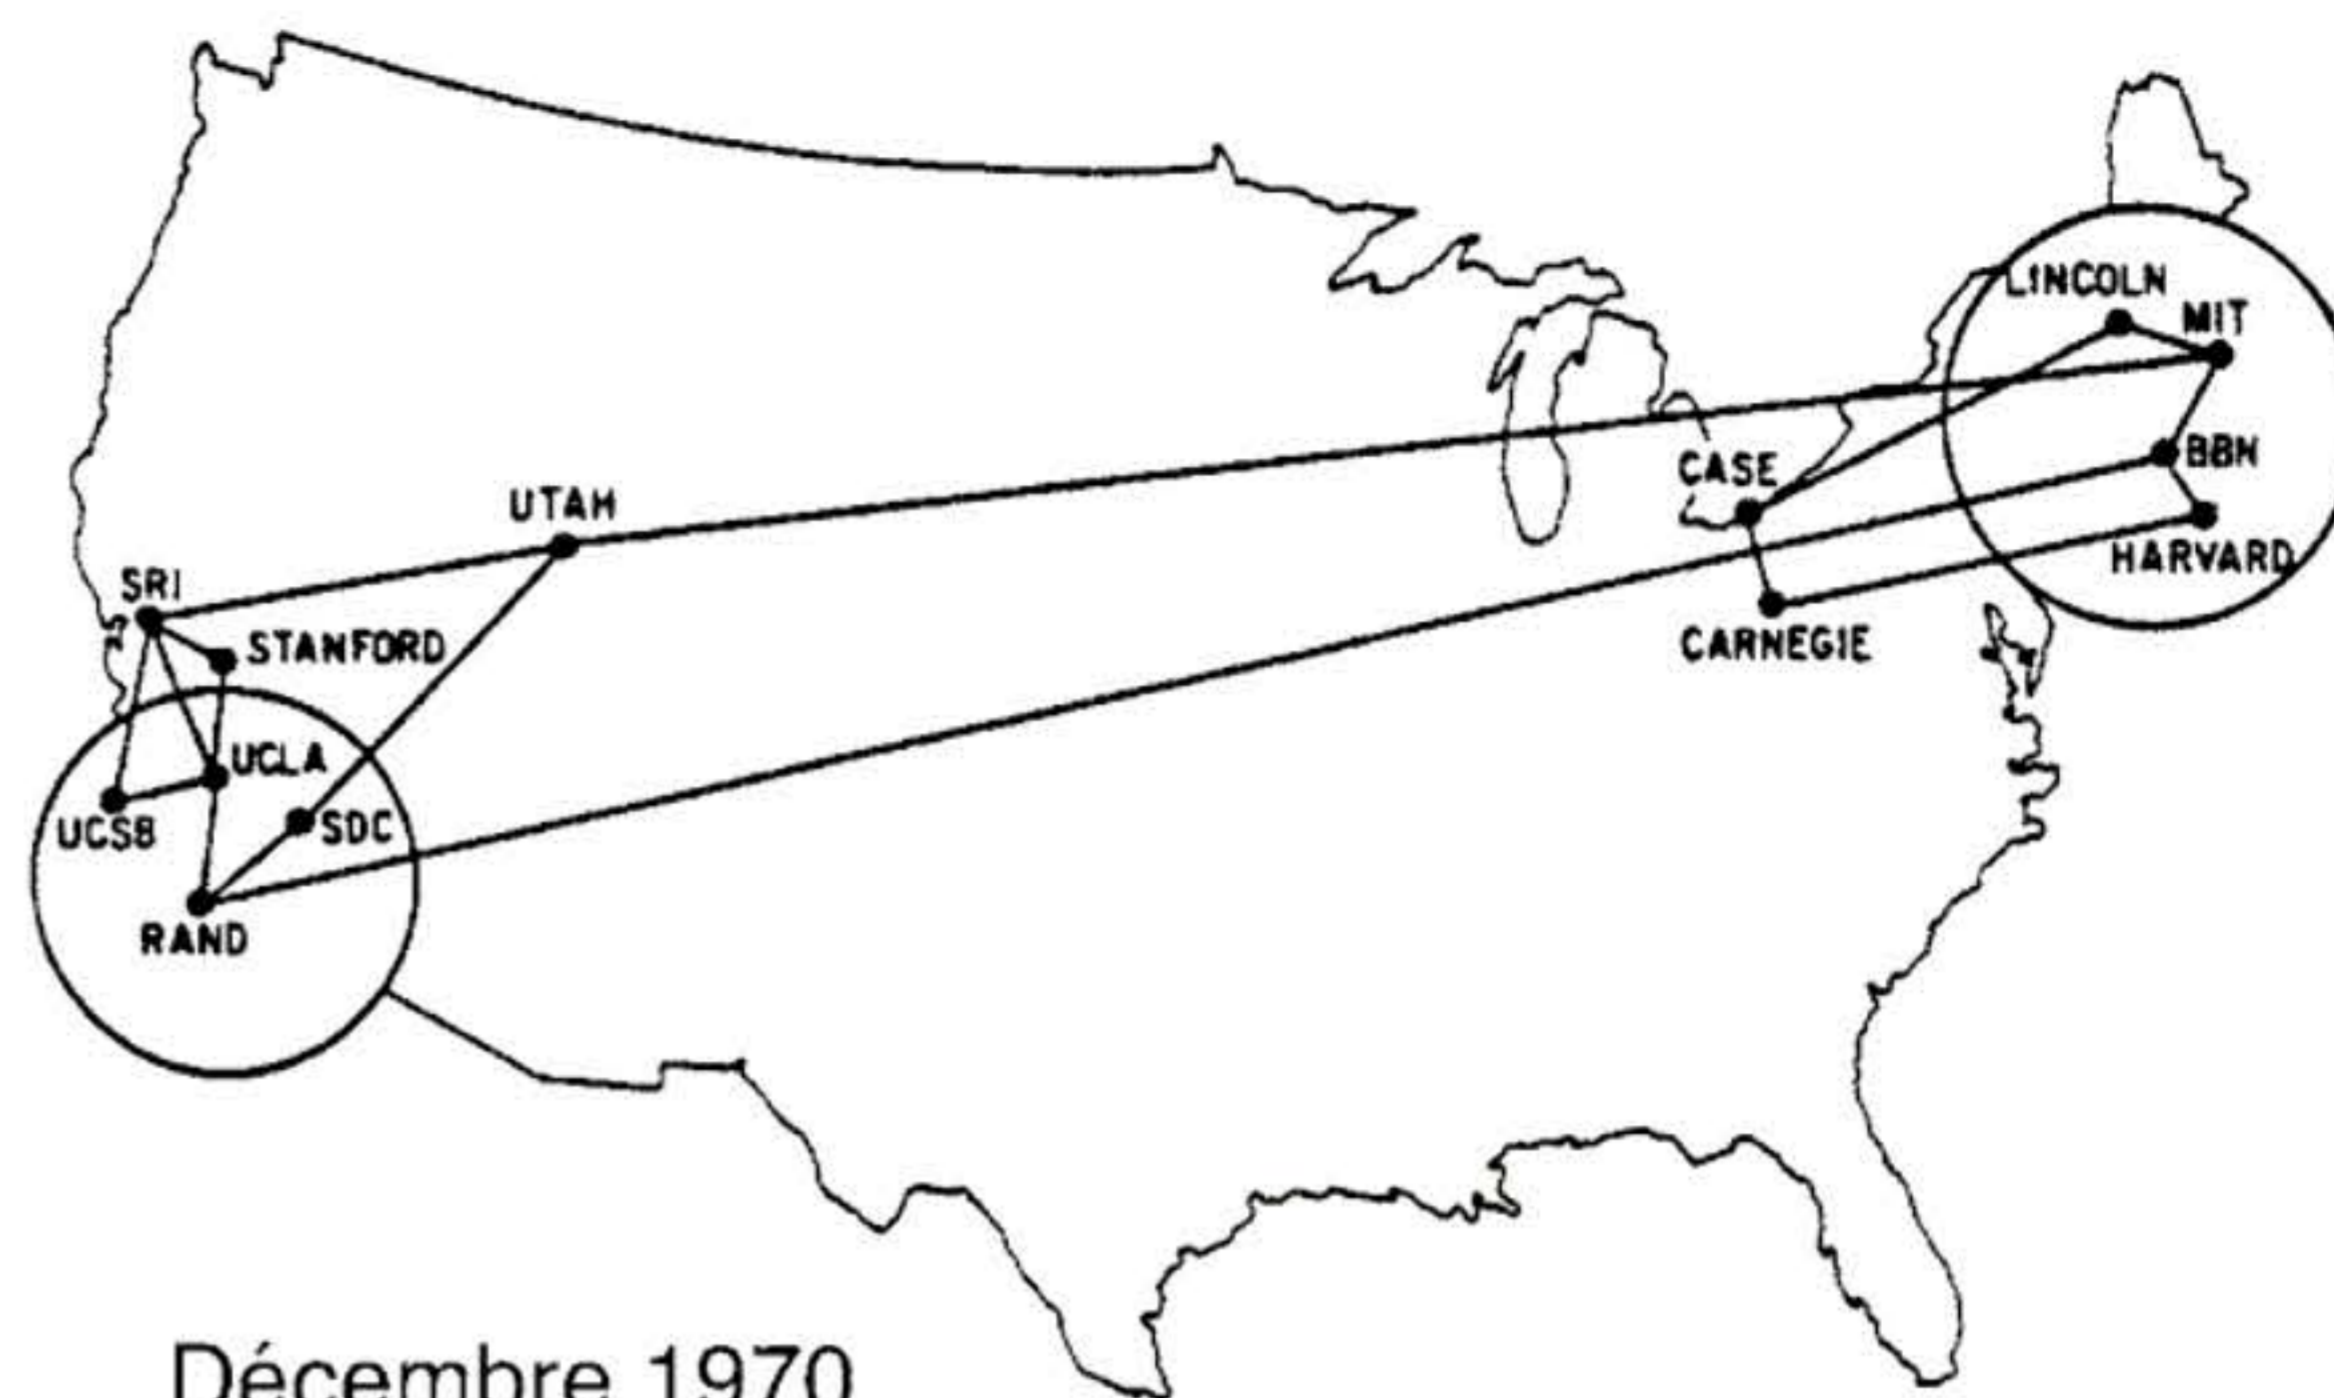 LINCOLN
MIT
CASE
BBN
UTAH
HARVARD
SRI
STANFORD
CARNEGIE
UCLA
UCSB
SDC
RAND
Décembre 1970